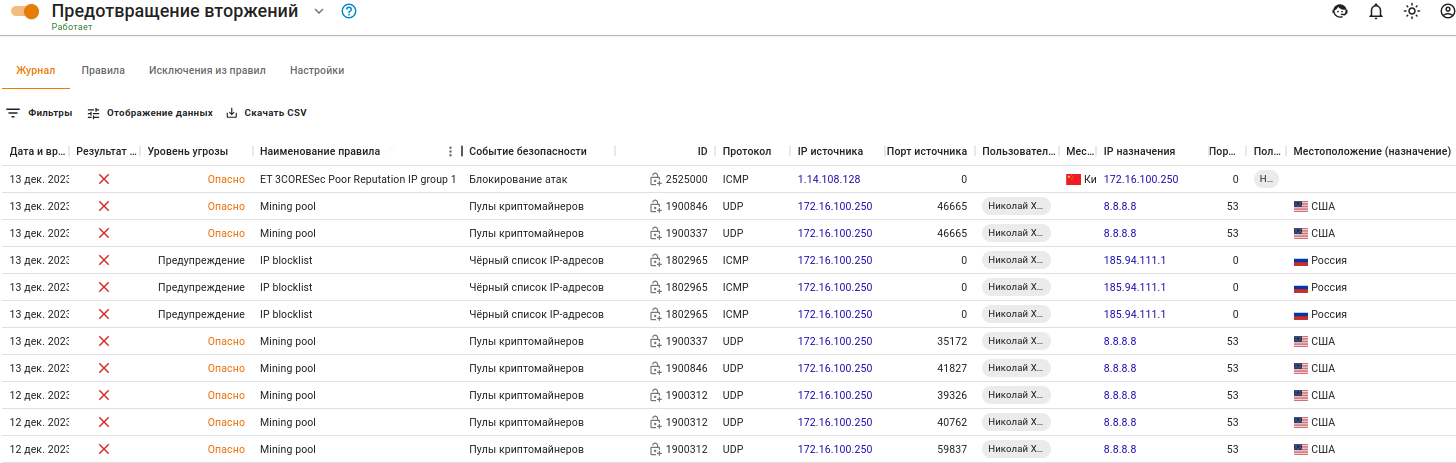 Предотвращение вторжений
Работает
Журнал Правила Исключения из правил Настройки
Фильтры Отображение данных Скачать CSV
Дата и вр... Результат ... Уровень угрозы Наименование правила Событие безопасности ID Протокол IP источника Порт источника Пользовател... Мес... IP назначения Пор... Пол... Местоположение (назначение)
13 дек. 2023 Опасно ET 3CORESec Poor Reputation IP group 1 Блокирование атак 2525000 ICMP 1.14.108.128 0 Ки 172.16.100.250 0 Н...
13 дек. 2023 Опасно Mining pool Пулы криптомайнеров 1900846 UDP 172.16.100.250 46665 Николай Х... 8.8.8.8 53 США
13 дек. 2023 Опасно Mining pool Пулы криптомайнеров 1900337 UDP 172.16.100.250 46665 Николай Х... 8.8.8.8 53 США
13 дек. 2023 Предупреждение IP blocklist Чёрный список IP-адресов 1802965 ICMP 172.16.100.250 0 Николай Х... 185.94.111.1 0 Россия
13 дек. 2023 Предупреждение IP blocklist Чёрный список IP-адресов 1802965 ICMP 172.16.100.250 0 Николай Х... 185.94.111.1 0 Россия
13 дек. 2023 Предупреждение IP blocklist Чёрный список IP-адресов 1802965 ICMP 172.16.100.250 0 Николай Х... 185.94.111.1 0 Россия
13 дек. 2023 Опасно Mining pool Пулы криптомайнеров 1900337 UDP 172.16.100.250 35172 Николай Х... 8.8.8.8 53 США
13 дек. 2023 Опасно Mining pool Пулы криптомайнеров 1900846 UDP 172.16.100.250 41827 Николай Х... 8.8.8.8 53 США
12 дек. 2023 Опасно Mining pool Пулы криптомайнеров 1900312 UDP 172.16.100.250 39326 Николай Х... 8.8.8.8 53 США
12 дек. 2023 Опасно Mining pool Пулы криптомайнеров 1900312 UDP 172.16.100.250 40762 Николай Х... 8.8.8.8 53 США
12 дек. 2023 Опасно Mining pool Пулы криптомайнеров 1900312 UDP 172.16.100.250 59837 Николай Х... 8.8.8.8 53 США